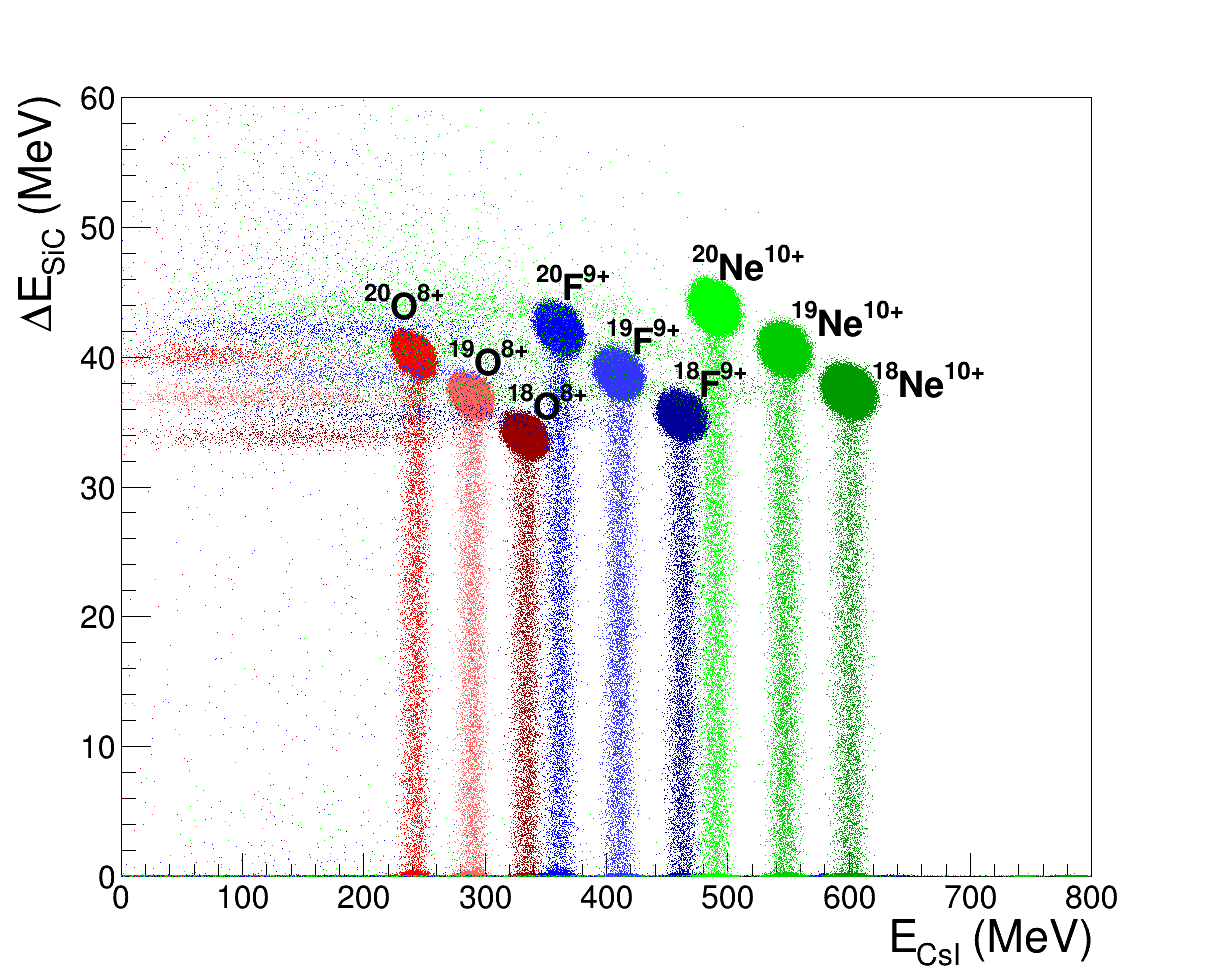 60
50
40
30
20
10
0
ΔE_SiC (MeV)
²⁰Ne¹⁰⁺
²⁰F⁹⁺
²⁰O⁸⁺
¹⁹Ne¹⁰⁺
¹⁹F⁹⁺
¹⁹O⁸⁺
¹⁸F⁹⁺
¹⁸Ne¹⁰⁺
¹⁸O⁸⁺
0 100 200 300 400 500 600 700 800
E_CsI (MeV)